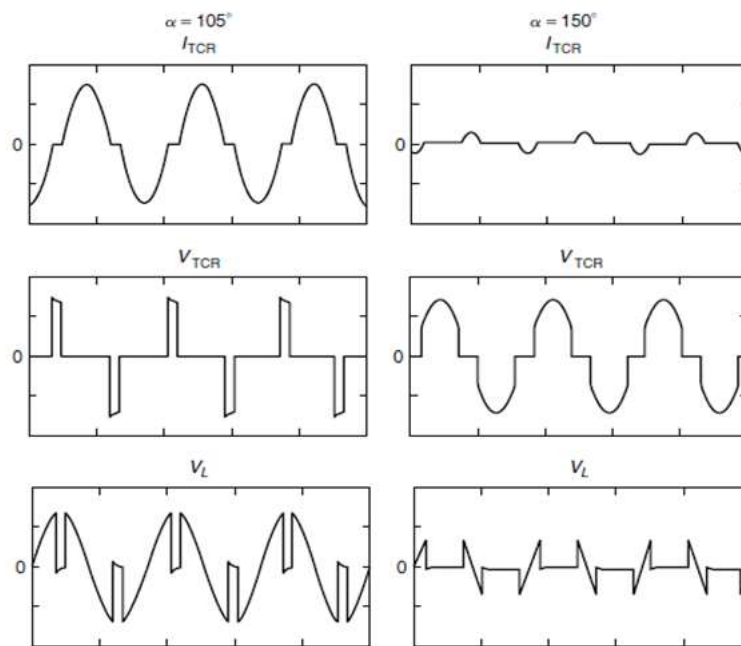 α = 105°
I_TCR
0
V_TCR
0
V_L
0
α = 150°
I_TCR
0
V_TCR
0
V_L
0